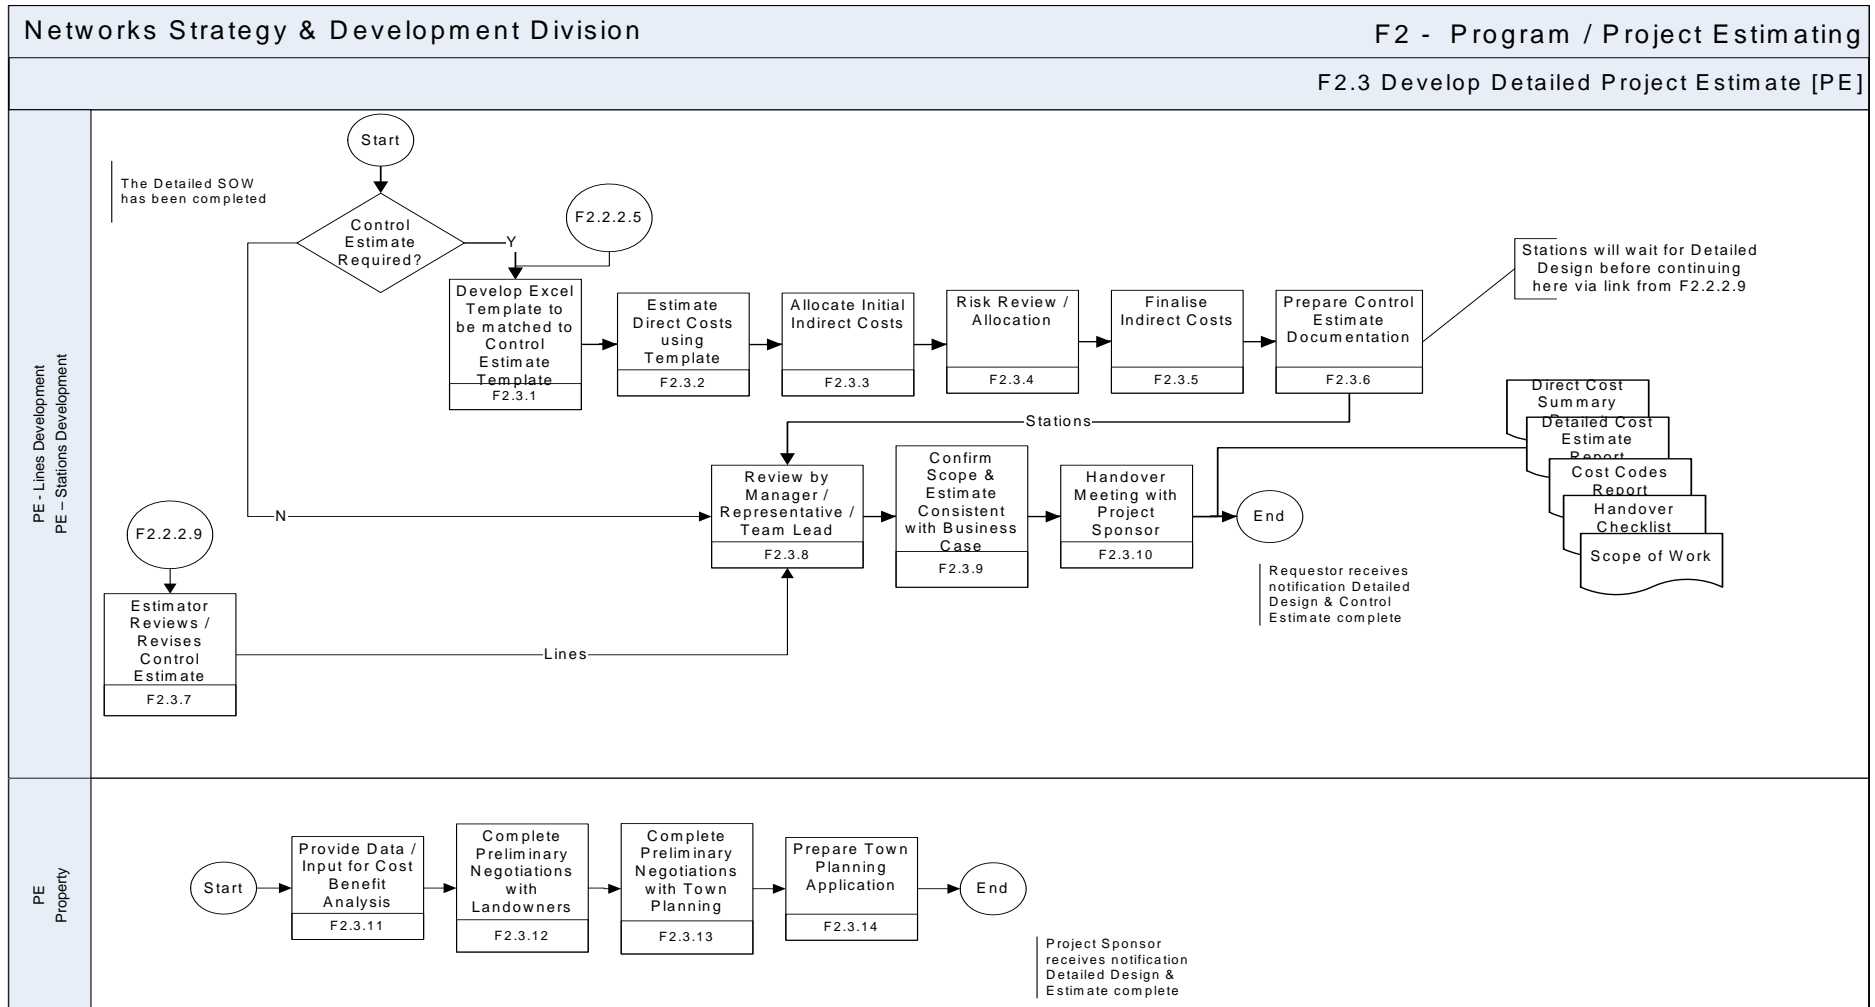 Networks Strategy & Development Division
F2 - Program / Project Estimating
F2.3 Develop Detailed Project Estimate [PE]
PE - Lines Development
PE – Stations Development
Start
The Detailed SOW
has been completed
Control
Estimate
Required?
Y
F2.2.2.5
Develop Excel
Template to
be matched to
Control
Estimate
Template
F2.3.1
Estimate
Direct Costs
using
Template
F2.3.2
Allocate Initial
Indirect Costs
F2.3.3
Risk Review /
Allocation
F2.3.4
Finalise
Indirect Costs
F2.3.5
Prepare Control
Estimate
Documentation
F2.3.6
Stations will wait for Detailed
Design before continuing
here via link from F2.2.2.9
Stations
N
F2.2.2.9
Estimator
Reviews /
Revises
Control
Estimate
F2.3.7
Lines
Review by
Manager /
Representative /
Team Lead
F2.3.8
Confirm
Scope &
Estimate
Consistent
with Business
Case
F2.3.9
Handover
Meeting with
Project
Sponsor
F2.3.10
End
Requestor receives
notification Detailed
Design & Control
Estimate complete
Direct Cost
Summary
Detailed Cost
Estimate
Report
Cost Codes
Report
Handover
Checklist
Scope of Work
PE
Property
Start
Provide Data /
Input for Cost
Benefit
Analysis
F2.3.11
Complete
Preliminary
Negotiations
with
Landowners
F2.3.12
Complete
Preliminary
Negotiations
with Town
Planning
F2.3.13
Prepare Town
Planning
Application
F2.3.14
End
Project Sponsor
receives notification
Detailed Design &
Estimate complete